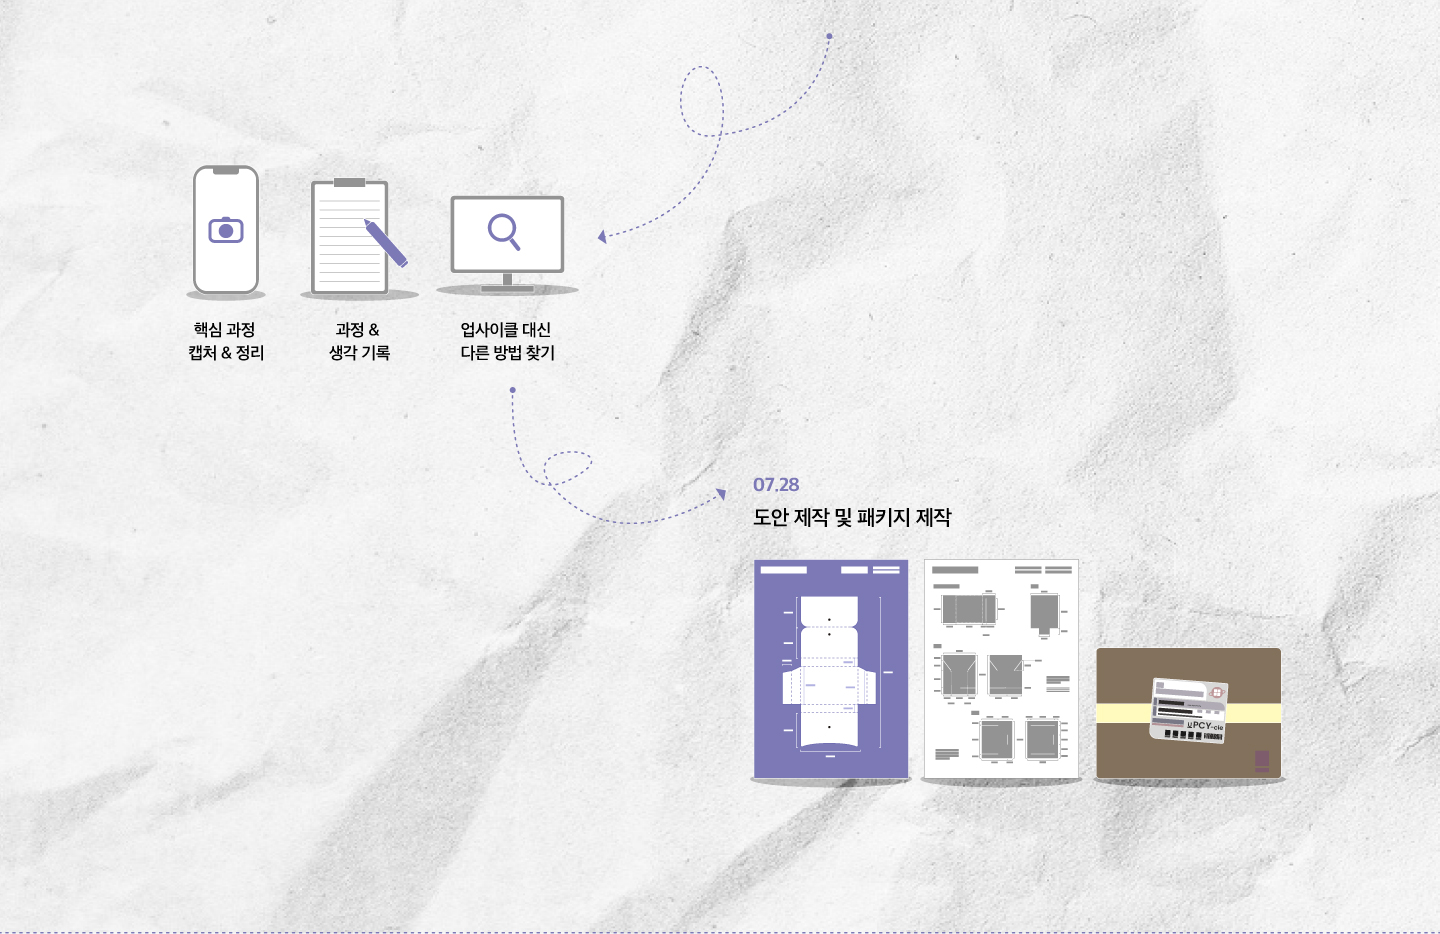 핵심 과정
캡처 & 정리
과정 &
생각 기록
업사이클 대신
다른 방법 찾기
07.28
도안 제작 및 패키지 제작
UPCY-cle